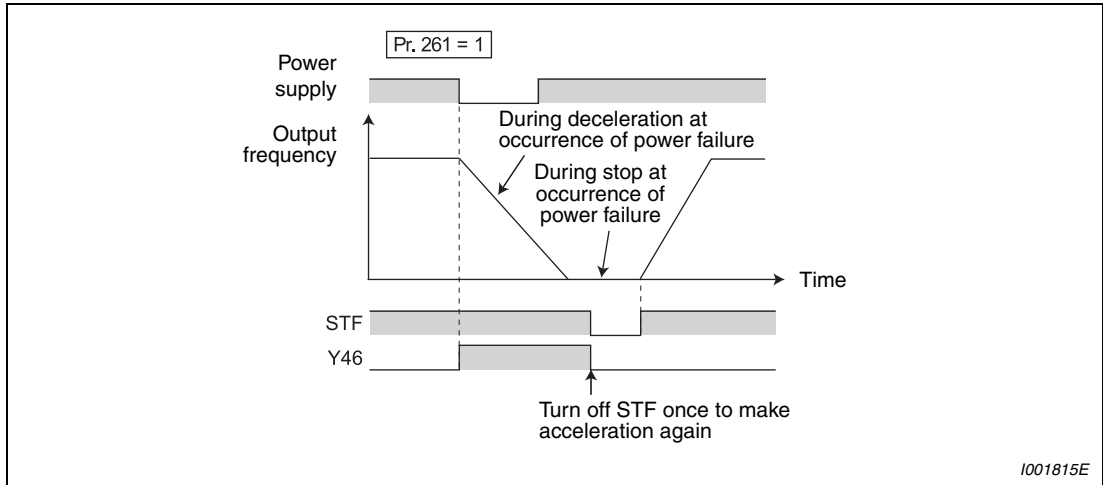 Pr. 261 = 1
Power
supply
During deceleration at
occurrence of power failure
Output
frequency
During stop at
occurrence of
power failure
Time
STF
Y46
Turn off STF once to make
acceleration again
I001815E